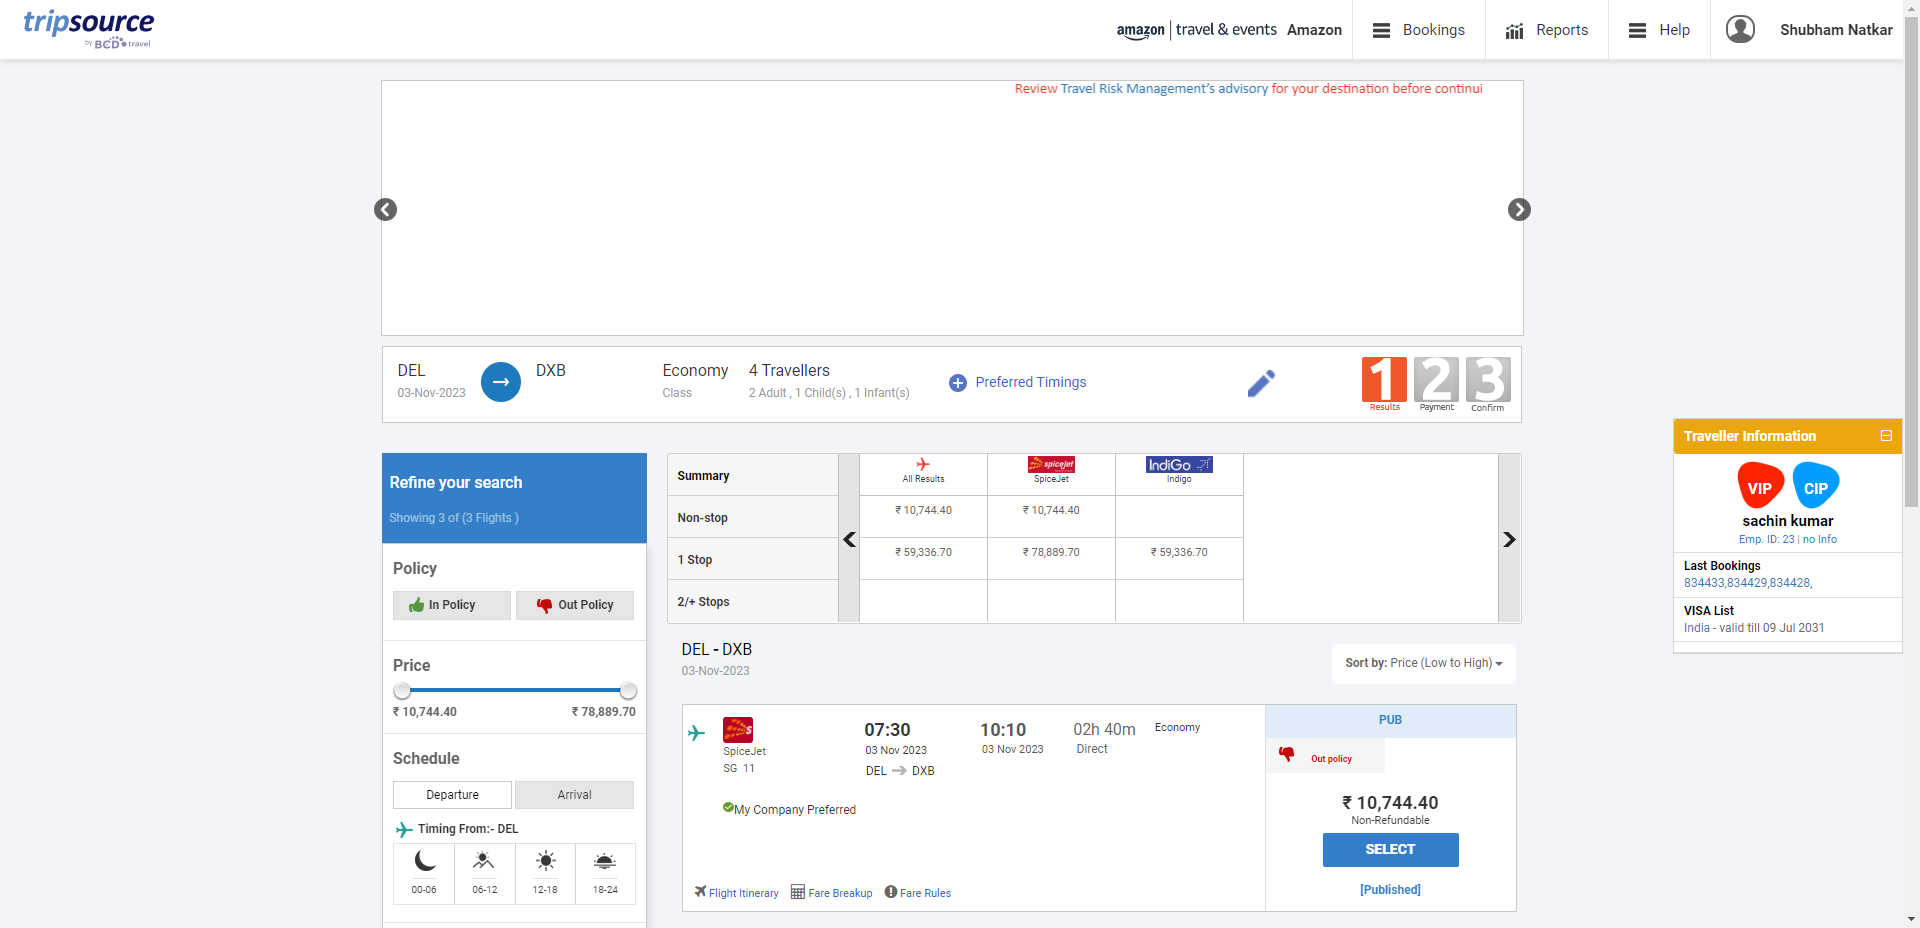 tripsource
by BCD travel
amazon | travel & events Amazon
Bookings
Reports
Help
Shubham Natkar
Review Travel Risk Management's advisory for your destination before continui
DEL
03-Nov-2023
DXB
Economy
Class
4 Travellers
2 Adult , 1 Child(s) , 1 Infant(s)
Preferred Timings
1 2 3
Results Payment Confirm
Traveller Information
VIP CIP
sachin kumar
Emp. ID: 23 | no Info
Last Bookings
834433,834429,834428,
VISA List
India - valid till 09 Jul 2031
Refine your search
Showing 3 of (3 Flights )
Policy
In Policy Out Policy
Price
₹ 10,744.40 ₹ 78,889.70
Schedule
Departure Arrival
Timing From:- DEL
00-06 06-12 12-18 18-24
Summary All Results spicejet SpiceJet IndiGo Indigo
Non-stop ₹ 10,744.40 ₹ 10,744.40
1 Stop ₹ 59,336.70 ₹ 78,889.70 ₹ 59,336.70
2/+ Stops
DEL - DXB
03-Nov-2023
Sort by: Price (Low to High)
SpiceJet
SG 11
07:30
03 Nov 2023
DEL DXB
10:10
03 Nov 2023
02h 40m
Direct
Economy
My Company Preferred
Flight Itinerary Fare Breakup Fare Rules
PUB
Out policy
₹ 10,744.40
Non-Refundable
SELECT
[Published]